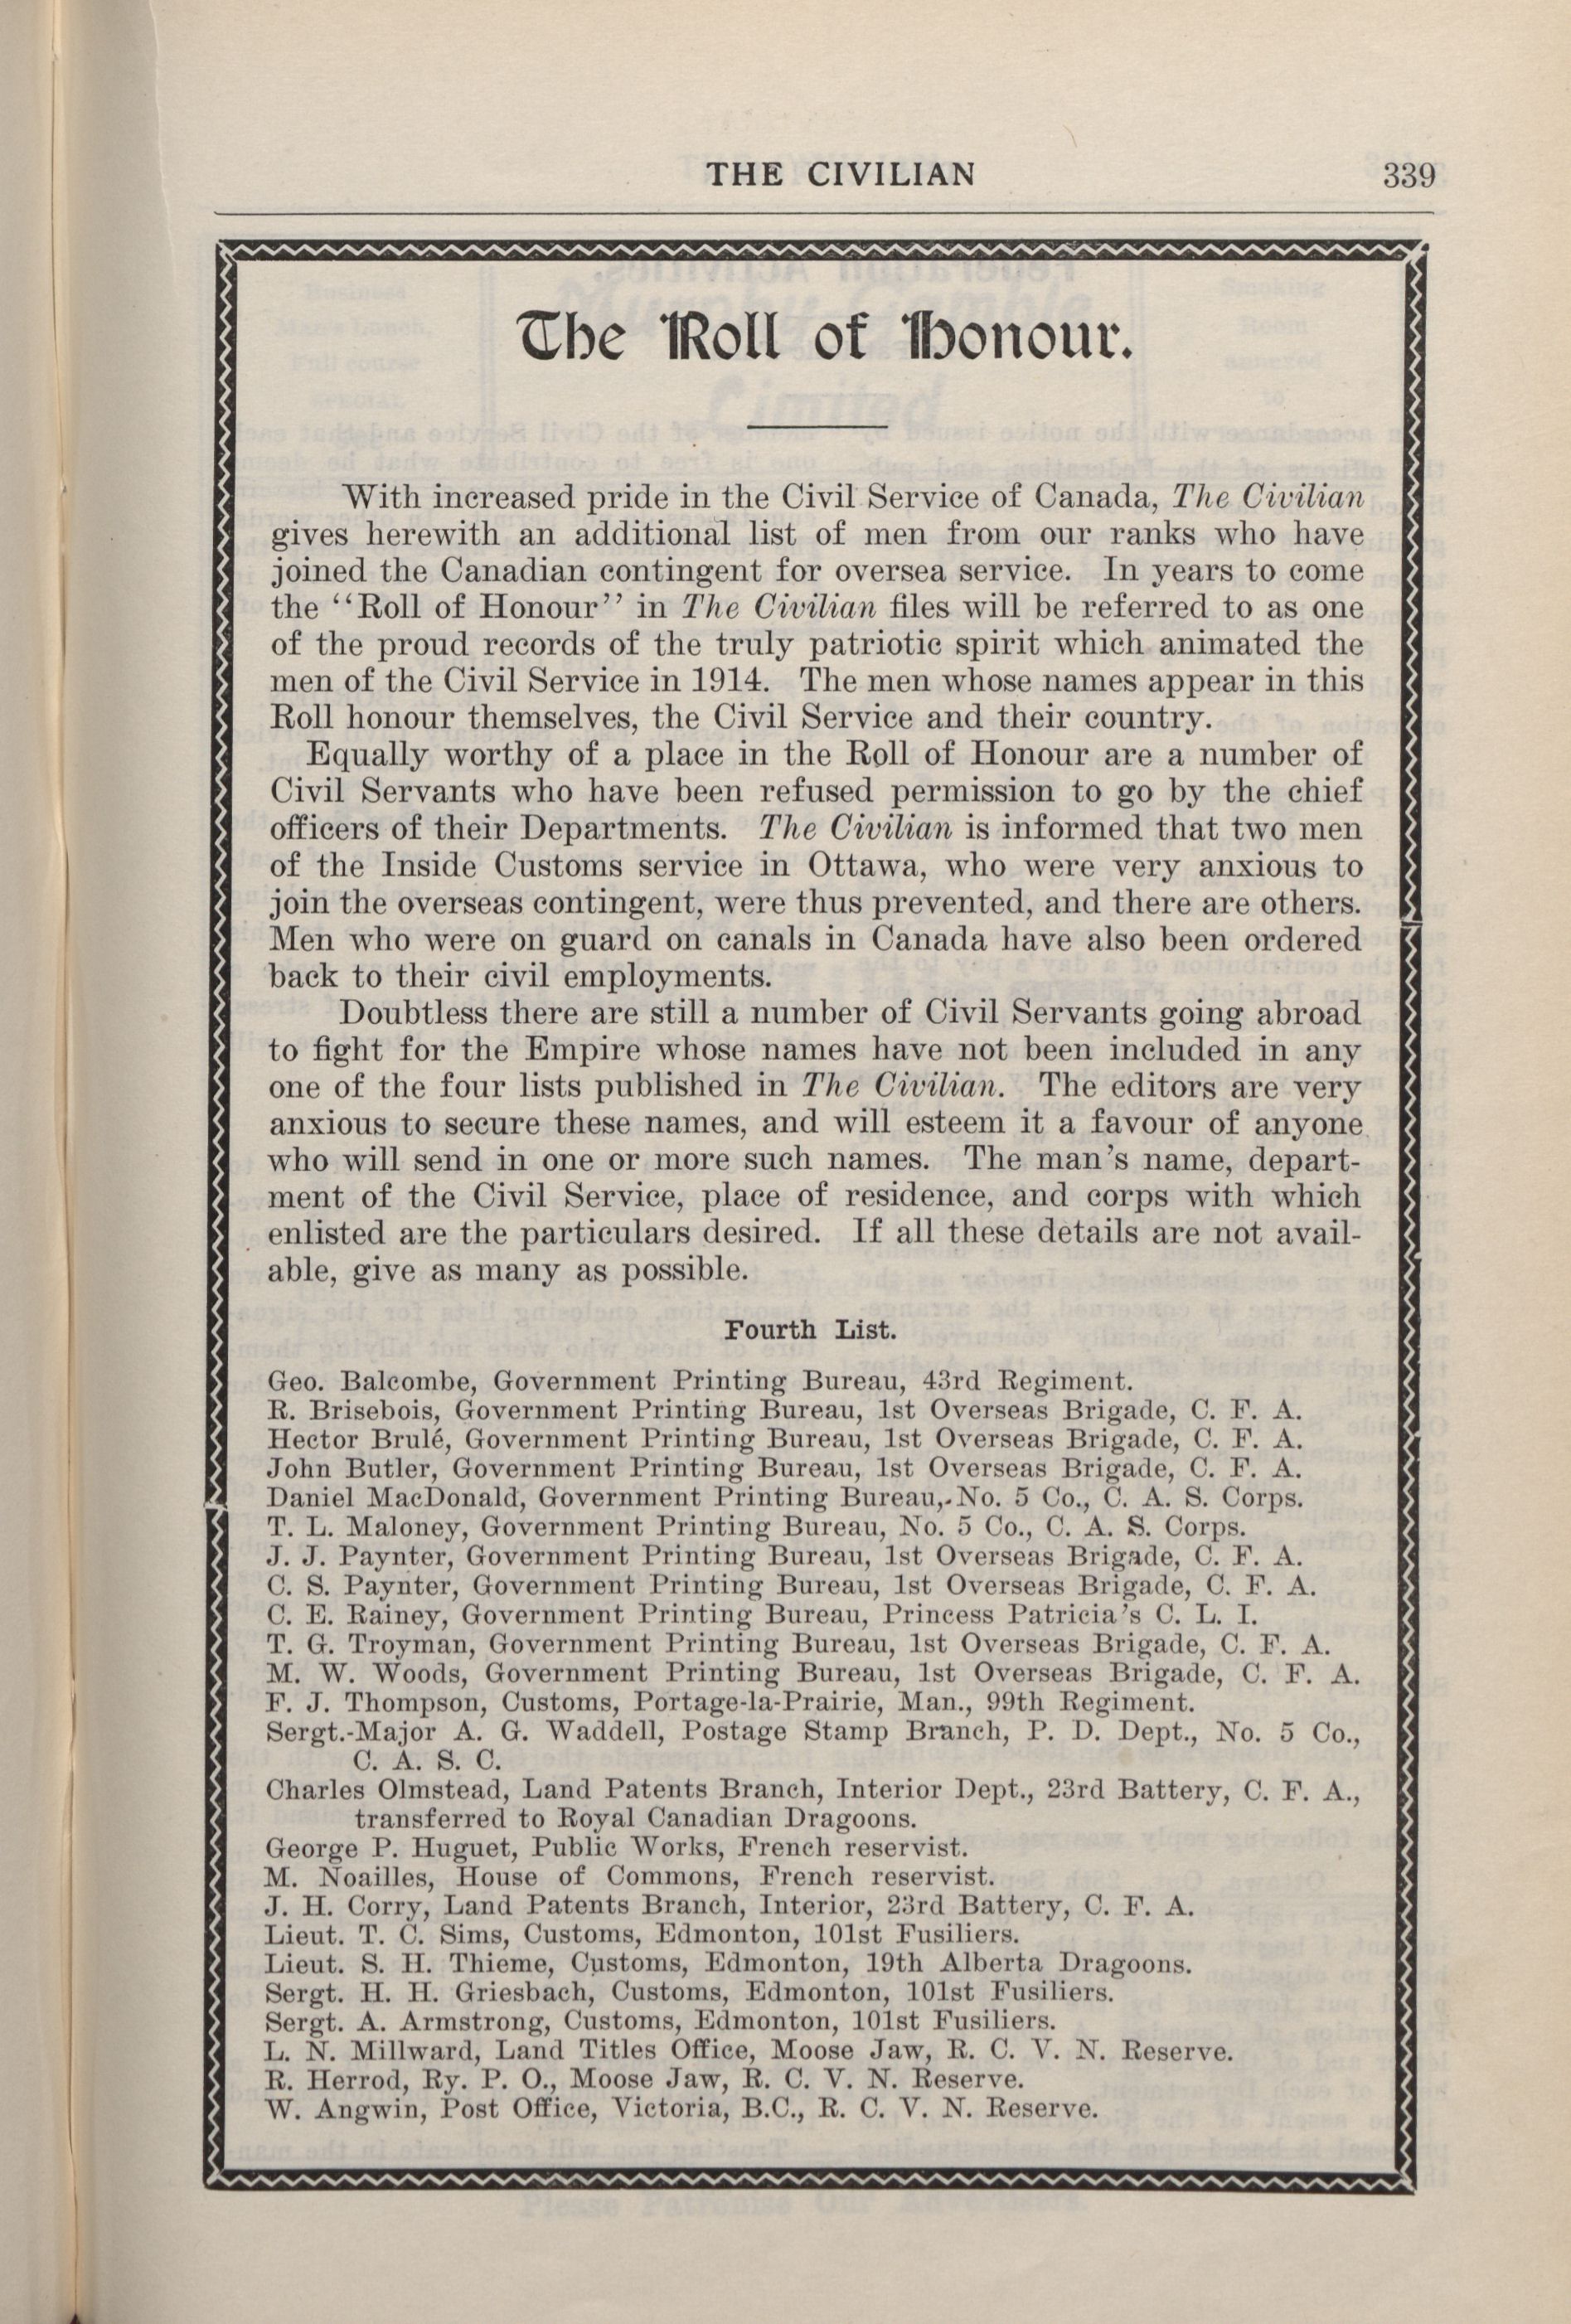 THE CIVILIAN 339
The Roll of Honour.
With increased pride in the Civil Service of Canada, The Civilian
gives herewith an additional list of men from our ranks who have
joined the Canadian contingent for oversea service. In years to come
the "Roll of Honour" in The Civilian files will be referred to as one
of the proud records of the truly patriotic spirit which animated the
men of the Civil Service in 1914. The men whose names appear in this
Roll honour themselves, the Civil Service and their country.
Equally worthy of a place in the Roll of Honour are a number of
Civil Servants who have been refused permission to go by the chief
officers of their Departments. The Civilian is informed that two men
of the Inside Customs service in Ottawa, who were very anxious to
join the overseas contingent, were thus prevented, and there are others.
Men who were on guard on canals in Canada have also been ordered
back to their civil employments.
Doubtless there are still a number of Civil Servants going abroad
to fight for the Empire whose names have not been included in any
one of the four lists published in The Civilian. The editors are very
anxious to secure these names, and will esteem it a favour of anyone
who will send in one or more such names. The man's name, depart-
ment of the Civil Service, place of residence, and corps with which
enlisted are the particulars desired. If all these details are not avail-
able, give as many as possible.
Fourth List.
Geo. Balcombe, Government Printing Bureau, 43rd Regiment.
R. Brisebois, Government Printing Bureau, 1st Overseas Brigade, C. F. A.
Hector Brulé, Government Printing Bureau, 1st Overseas Brigade, C. F. A.
John Butler, Government Printing Bureau, 1st Overseas Brigade, C. F. A.
Daniel MacDonald, Government Printing Bureau, No. 5 Co., C. A. S. Corps.
T. L. Maloney, Government Printing Bureau, No. 5 Co., C. A. S. Corps.
J. J. Paynter, Government Printing Bureau, 1st Overseas Brigade, C. F. A.
C. S. Paynter, Government Printing Bureau, 1st Overseas Brigade, C. F. A.
C. E. Rainey, Government Printing Bureau, Princess Patricia's C. L. I.
T. G. Troyman, Government Printing Bureau, 1st Overseas Brigade, C. F. A.
M. W. Woods, Government Printing Bureau, 1st Overseas Brigade, C. F. A.
F. J. Thompson, Customs, Portage-la-Prairie, Man., 99th Regiment.
Sergt.-Major A. G. Waddell, Postage Stamp Branch, P. D. Dept., No. 5 Co.,
C. A. S. C.
Charles Olmstead, Land Patents Branch, Interior Dept., 23rd Battery, C. F. A.,
transferred to Royal Canadian Dragoons.
George P. Huguet, Public Works, French reservist.
M. Noailles, House of Commons, French reservist.
J. H. Corry, Land Patents Branch, Interior, 23rd Battery, C. F. A.
Lieut. T. C. Sims, Customs, Edmonton, 101st Fusiliers.
Lieut. S. H. Thieme, Customs, Edmonton, 19th Alberta Dragoons.
Sergt. H. H. Griesbach, Customs, Edmonton, 101st Fusiliers.
Sergt. A. Armstrong, Customs, Edmonton, 101st Fusiliers.
L. N. Millward, Land Titles Office, Moose Jaw, R. C. V. N. Reserve.
R. Herrod, Ry. P. O., Moose Jaw, R. C. V. N. Reserve.
W. Angwin, Post Office, Victoria, B.C., R. C. V. N. Reserve.